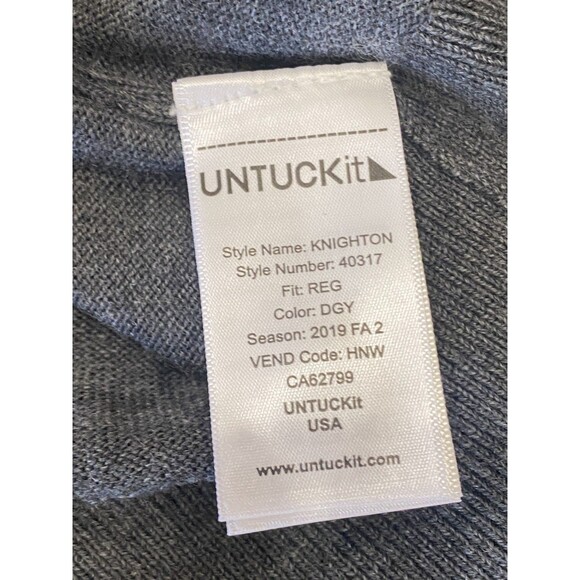 UNTUCKit
Style Name: KNIGHTON
Style Number: 40317
Fit: REG
Color: DGY
Season: 2019 FA 2
VEND Code: HNW
CA62799
UNTUCKit
USA
www.untuckit.com